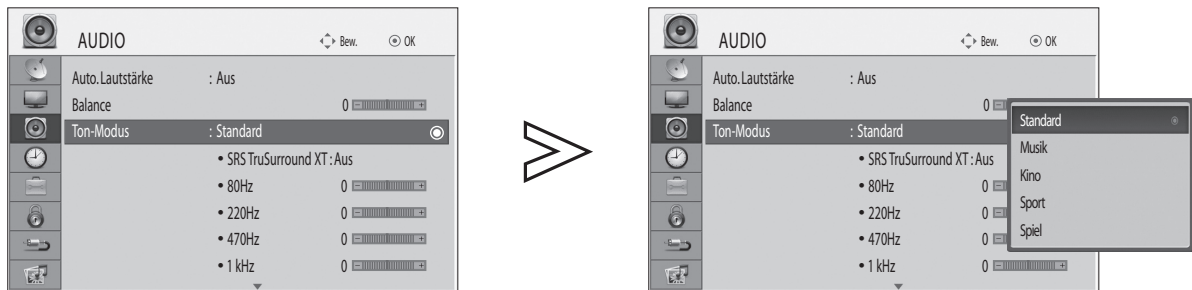 AUDIO Bew. OK
Auto.Lautstärke : Aus
Balance 0 - +
Ton-Modus : Standard
• SRS TruSurround XT : Aus
• 80Hz 0 - +
• 220Hz 0 - +
• 470Hz 0 - +
• 1 kHz 0 - +
AUDIO Bew. OK
Auto.Lautstärke : Aus
Balance 0 -
Ton-Modus : Standard
• SRS TruSurround XT : Aus
• 80Hz 0 -
• 220Hz 0 -
• 470Hz 0 -
• 1 kHz 0 - +
Standard
Musik
Kino
Sport
Spiel